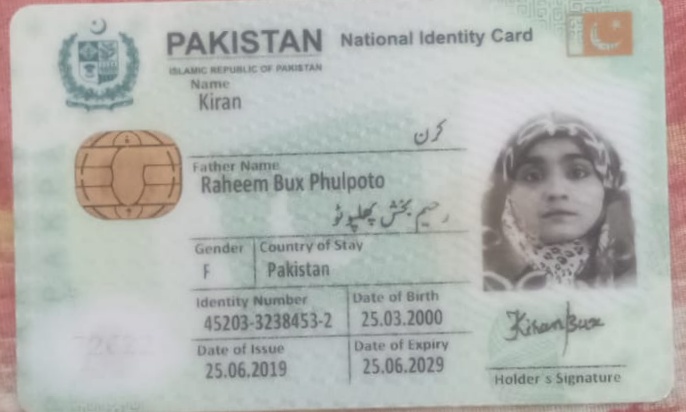 PAKISTAN National Identity Card
ISLAMIC REPUBLIC OF PAKISTAN
Name
Kiran
کرن
Father Name
Raheem Bux Phulpoto
رحیم بخش پھلپوٹو
Gender Country of Stay
F Pakistan
Identity Number Date of Birth
45203-3238453-2 25.03.2000
Date of Issue Date of Expiry
25.06.2019 25.06.2029
Kiran Bux
Holder s Signature